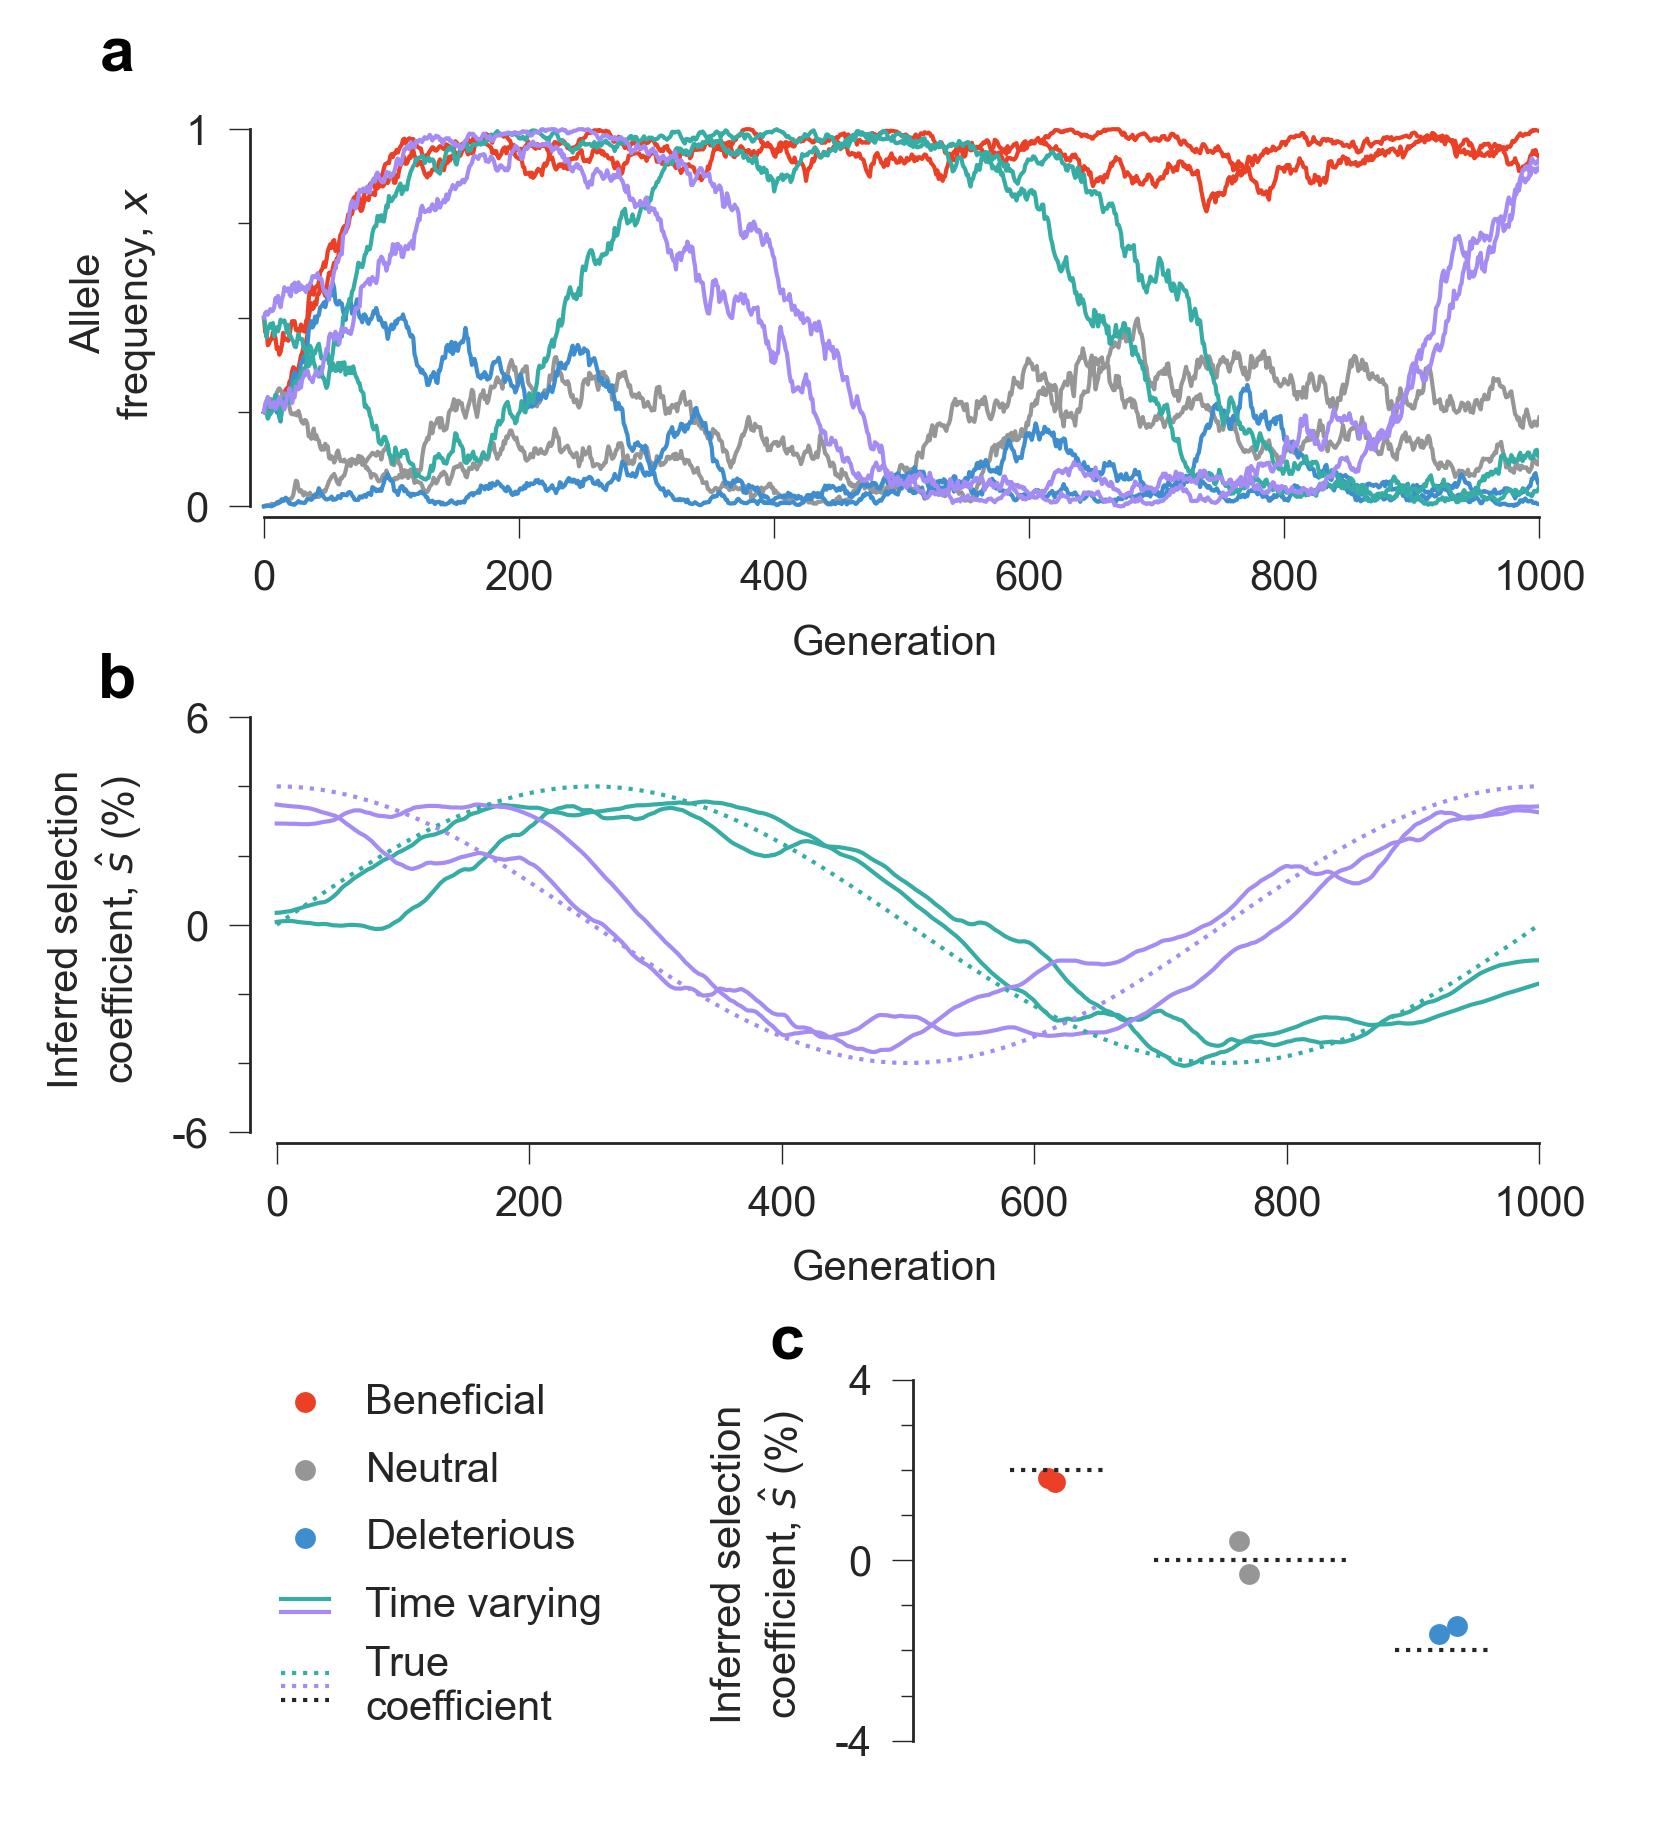 a
1
0
Allele
frequency, x
0 200 400 600 800 1000
Generation
b
6
0
-6
Inferred selection
coefficient, ŝ (%)
0 200 400 600 800 1000
Generation
Beneficial
Neutral
Deleterious
Time varying
True
coefficient
c
4
0
-4
Inferred selection
coefficient, ŝ (%)